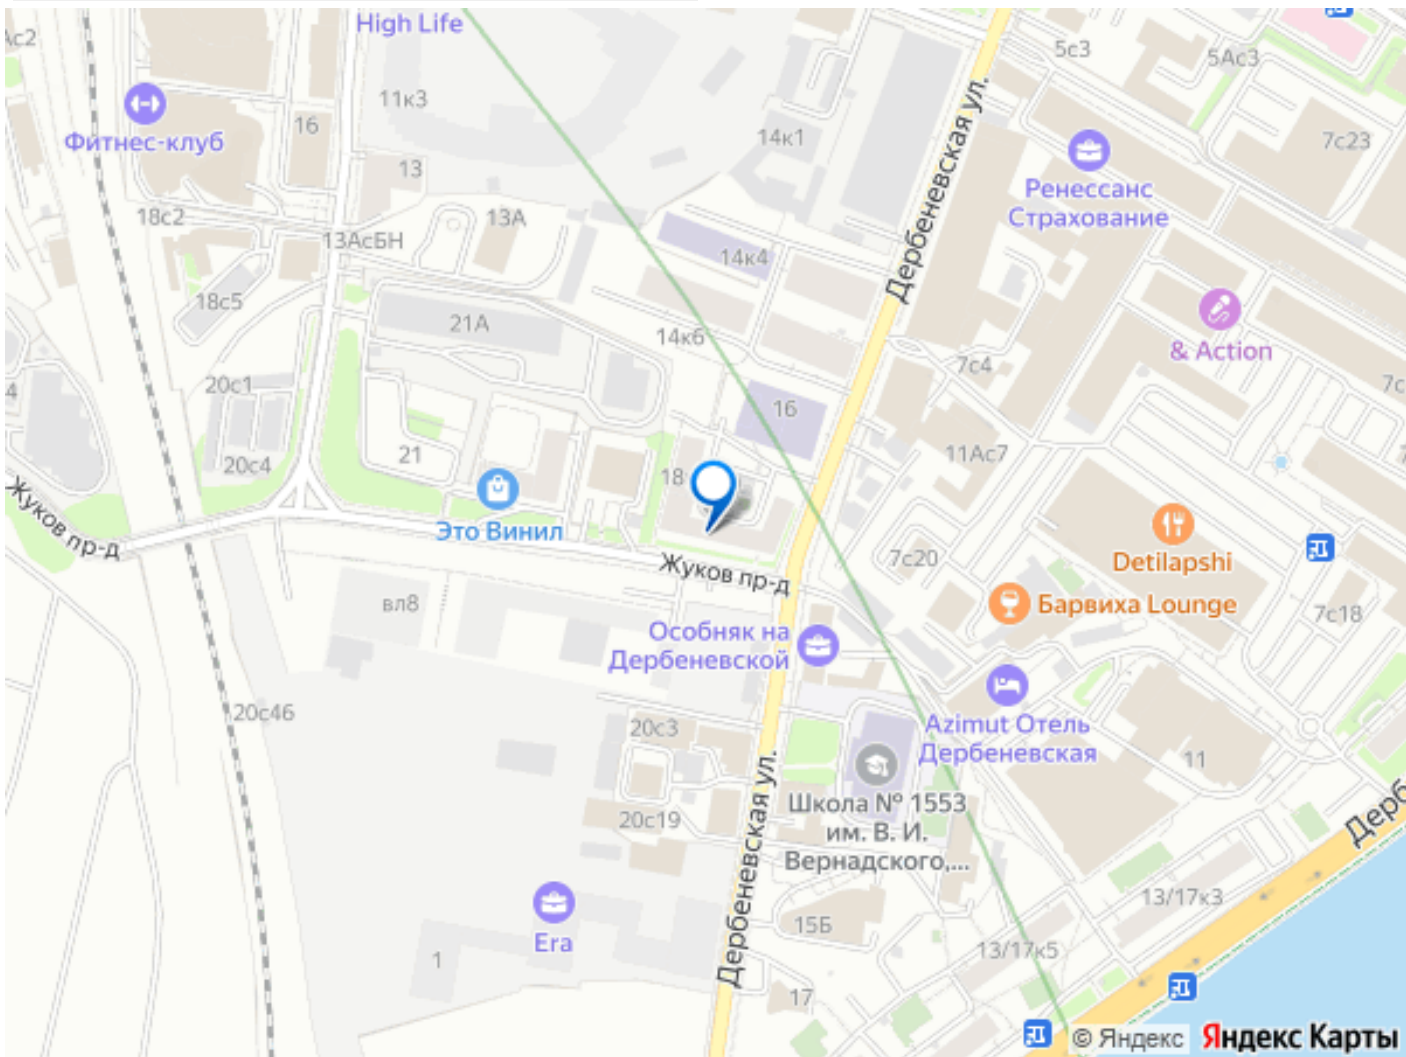 High Life
5с3
5Ас3
Ас2
11к3
16
14к1
7с23
Фитнес-клуб
Ренессанс
Страхование
13
18с2
13А
13АсБН
14к4
Дербеневская ул.
18с5
21А
14к6
& Action
7с4
20с1
16
7с
4
21
11Ас7
20с4
18
Это Винил
Жуков пр-д
Detilapshi
Жуков пр-д
7с20
вл8
Барвиха Lounge
7с18
Особняк на
Дербеневской
20с46
20с3
Azimut Отель
Дербеневская
11
Школа № 1553
им. В. И.
Вернадского,...
20с19
Дербеневская ул.
Дерб
13/17к3
15Б
Era
13/17к5
1
17
© Яндекс Яндекс Карты